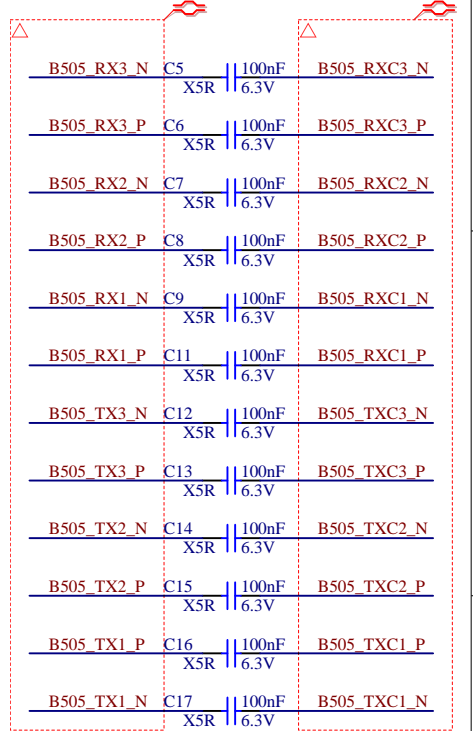 B505_RX3_N C5 100nF B505_RXC3_N
X5R 6.3V
B505_RX3_P C6 100nF B505_RXC3_P
X5R 6.3V
B505_RX2_N C7 100nF B505_RXC2_N
X5R 6.3V
B505_RX2_P C8 100nF B505_RXC2_P
X5R 6.3V
B505_RX1_N C9 100nF B505_RXC1_N
X5R 6.3V
B505_RX1_P C11 100nF B505_RXC1_P
X5R 6.3V
B505_TX3_N C12 100nF B505_TXC3_N
X5R 6.3V
B505_TX3_P C13 100nF B505_TXC3_P
X5R 6.3V
B505_TX2_N C14 100nF B505_TXC2_N
X5R 6.3V
B505_TX2_P C15 100nF B505_TXC2_P
X5R 6.3V
B505_TX1_P C16 100nF B505_TXC1_P
X5R 6.3V
B505_TX1_N C17 100nF B505_TXC1_N
X5R 6.3V